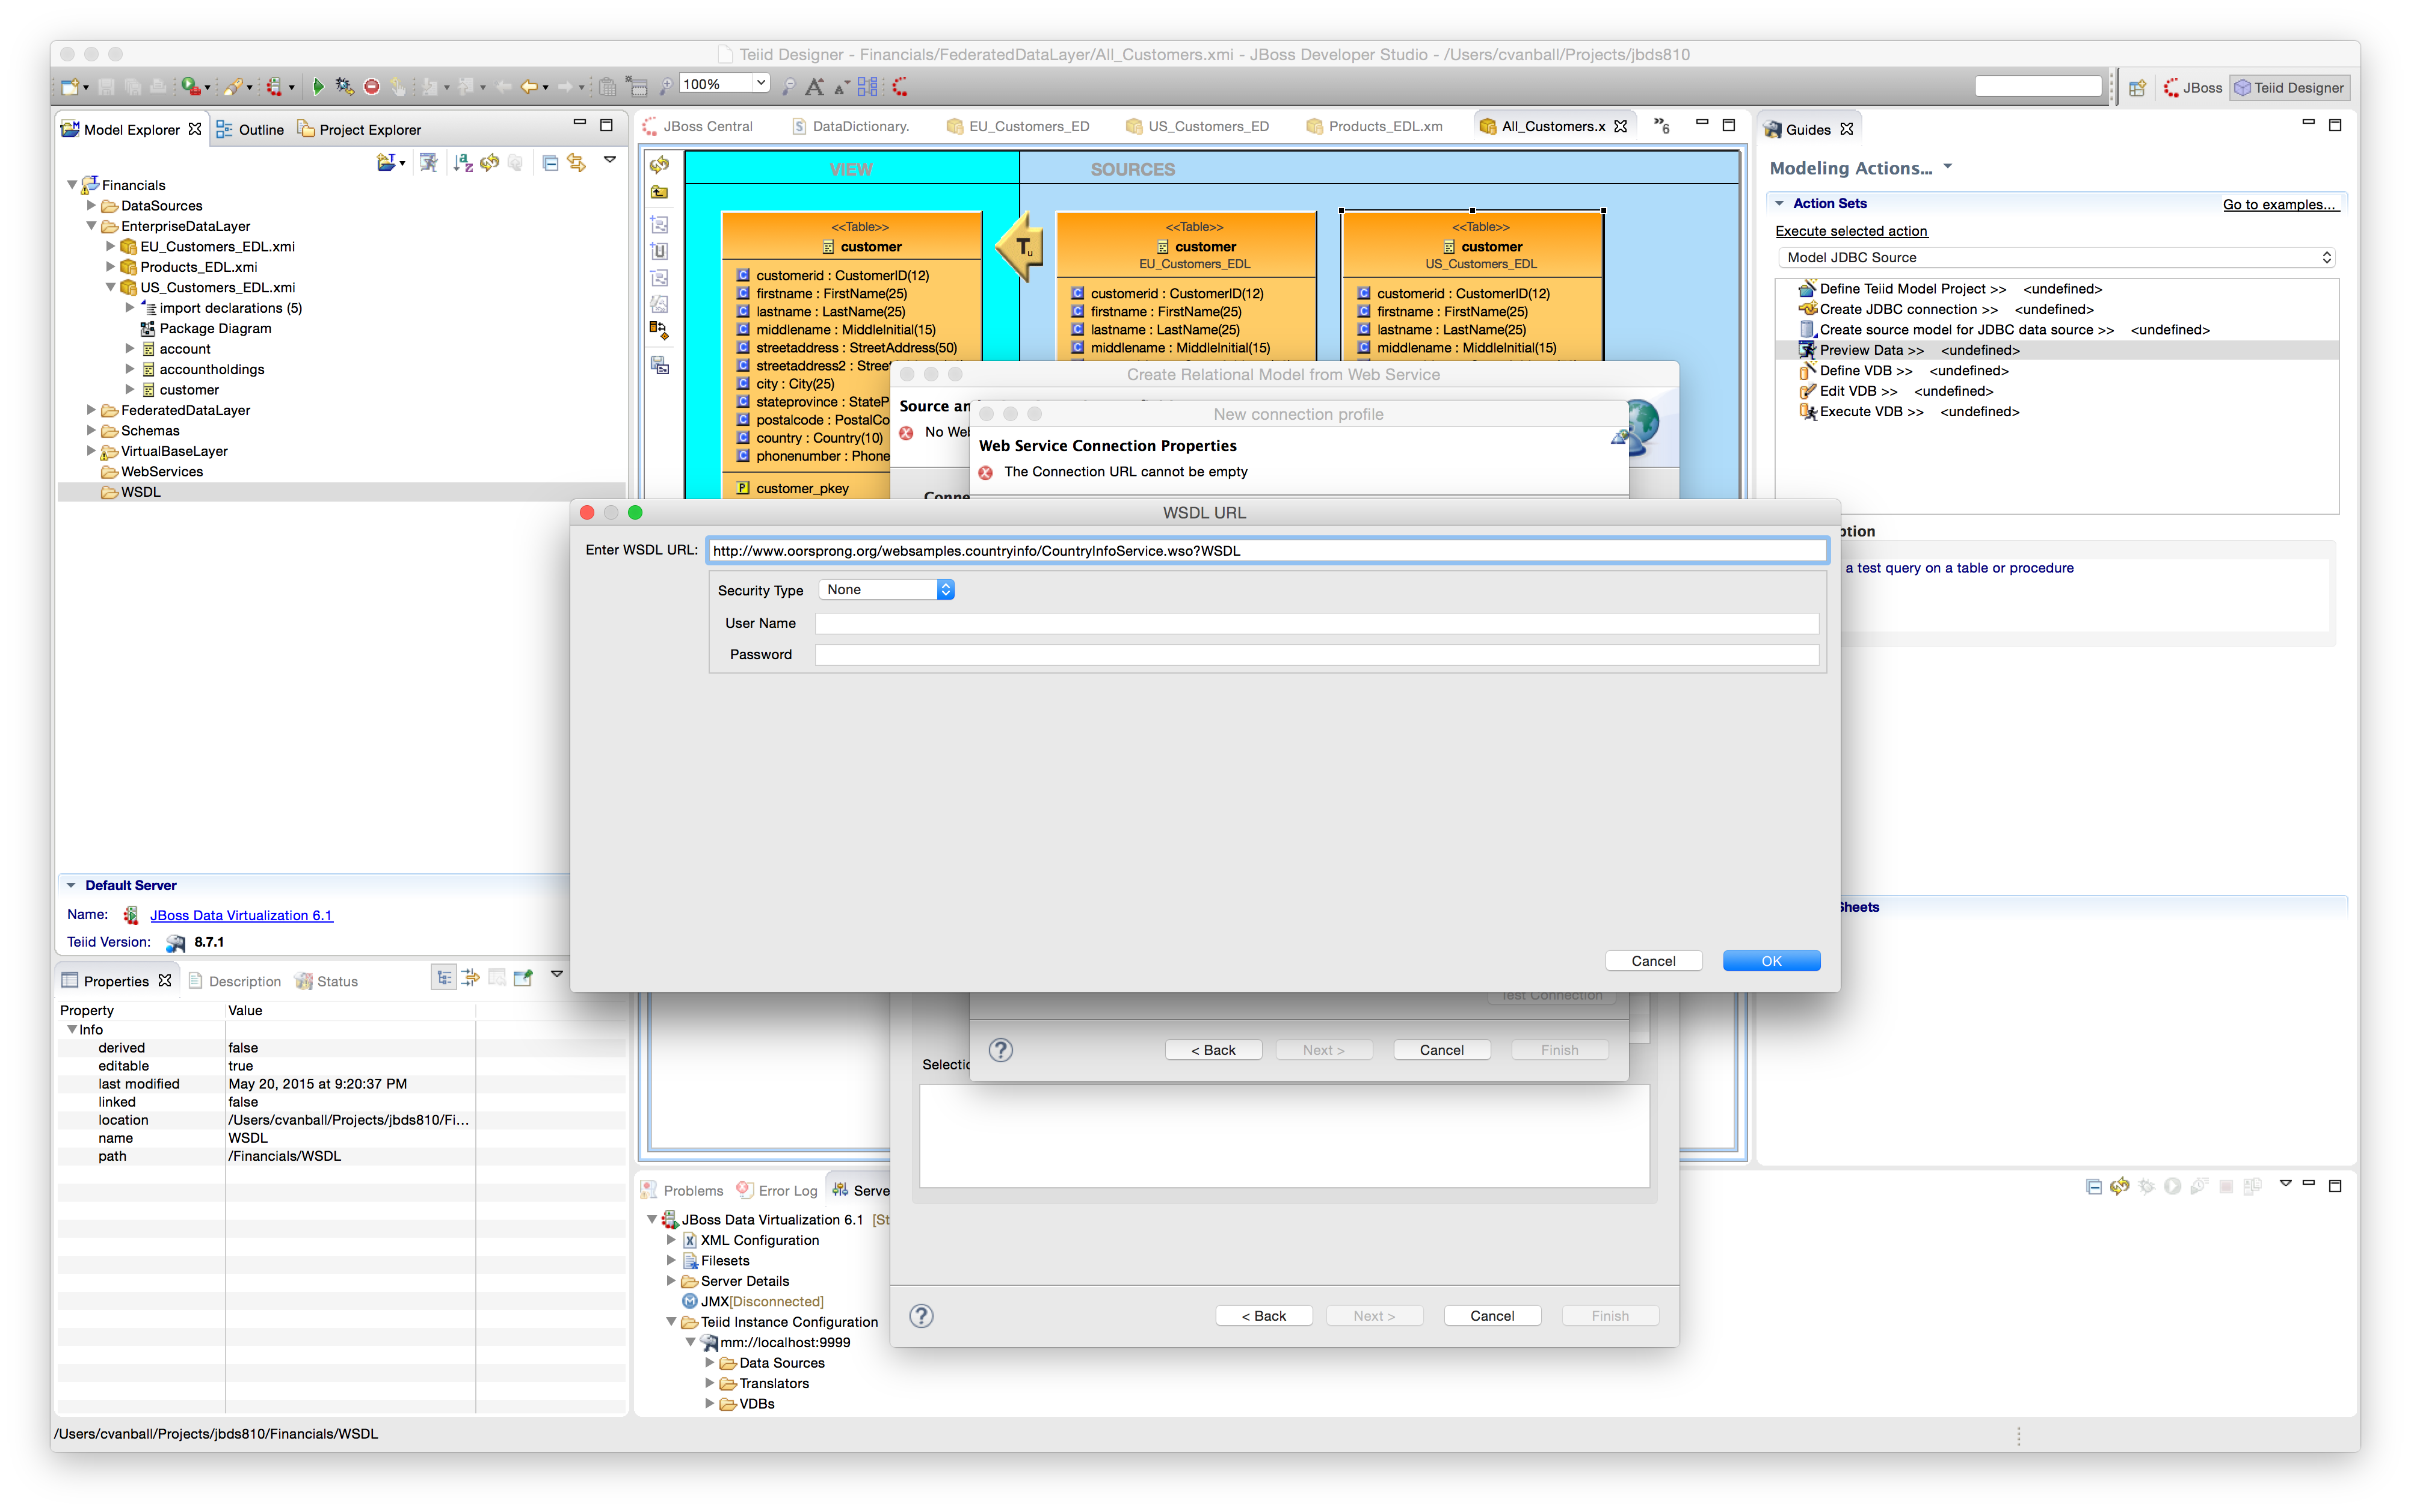 Teiid Designer - Financials/FederatedDataLayer/All_Customers.xmi - JBoss Developer Studio - /Users/cvanball/Projects/jbds810
100%
JBoss
Teiid Designer
Model Explorer
Outline
Project Explorer
Financials
DataSources
EnterpriseDataLayer
EU_Customers_EDL.xmi
Products_EDL.xmi
US_Customers_EDL.xmi
import declarations (5)
Package Diagram
account
accountholdings
customer
FederatedDataLayer
Schemas
VirtualBaseLayer
WebServices
WSDL
Default Server
Name: JBoss Data Virtualization 6.1
Teiid Version: 8.7.1
JBoss Central
DataDictionary.
EU_Customers_ED
US_Customers_ED
Products_EDL.xm
All_Customers.x
»6
VIEW
SOURCES
<<Table>>
customer
customerid : CustomerID(12)
firstname : FirstName(25)
lastname : LastName(25)
middlename : MiddleInitial(15)
streetaddress : StreetAddress(50)
streetaddress2 : Street
city : City(25)
stateprovince : StateP
postalcode : PostalCo
country : Country(10)
phonenumber : Phone
customer_pkey
Tu
<<Table>>
customer
EU_Customers_EDL
customerid : CustomerID(12)
firstname : FirstName(25)
lastname : LastName(25)
middlename : MiddleInitial(15)
<<Table>>
customer
US_Customers_EDL
customerid : CustomerID(12)
firstname : FirstName(25)
lastname : LastName(25)
middlename : MiddleInitial(15)
Guides
Modeling Actions...
Action Sets
Go to examples...
Execute selected action
Model JDBC Source
Define Teiid Model Project >> <undefined>
Create JDBC connection >> <undefined>
Create source model for JDBC data source >> <undefined>
Preview Data >> <undefined>
Define VDB >> <undefined>
Edit VDB >> <undefined>
Execute VDB >> <undefined>
ption
a test query on a table or procedure
Sheets
Create Relational Model from Web Service
Source an
No Wel
Conne
New connection profile
Web Service Connection Properties
The Connection URL cannot be empty
WSDL URL
Enter WSDL URL: http://www.oorsprong.org/websamples.countryinfo/CountryInfoService.wso?WSDL
Security Type None
User Name
Password
Cancel
OK
Test Connection
< Back
Next >
Cancel
Finish
Selectio
< Back
Next >
Cancel
Finish
Properties
Description
Status
Property Value
Info
derived false
editable true
last modified May 20, 2015 at 9:20:37 PM
linked false
location /Users/cvanball/Projects/jbds810/Fi...
name WSDL
path /Financials/WSDL
Problems
Error Log
Serve
JBoss Data Virtualization 6.1 [St
XML Configuration
Filesets
Server Details
JMX[Disconnected]
Teiid Instance Configuration
mm://localhost:9999
Data Sources
Translators
VDBs
/Users/cvanball/Projects/jbds810/Financials/WSDL